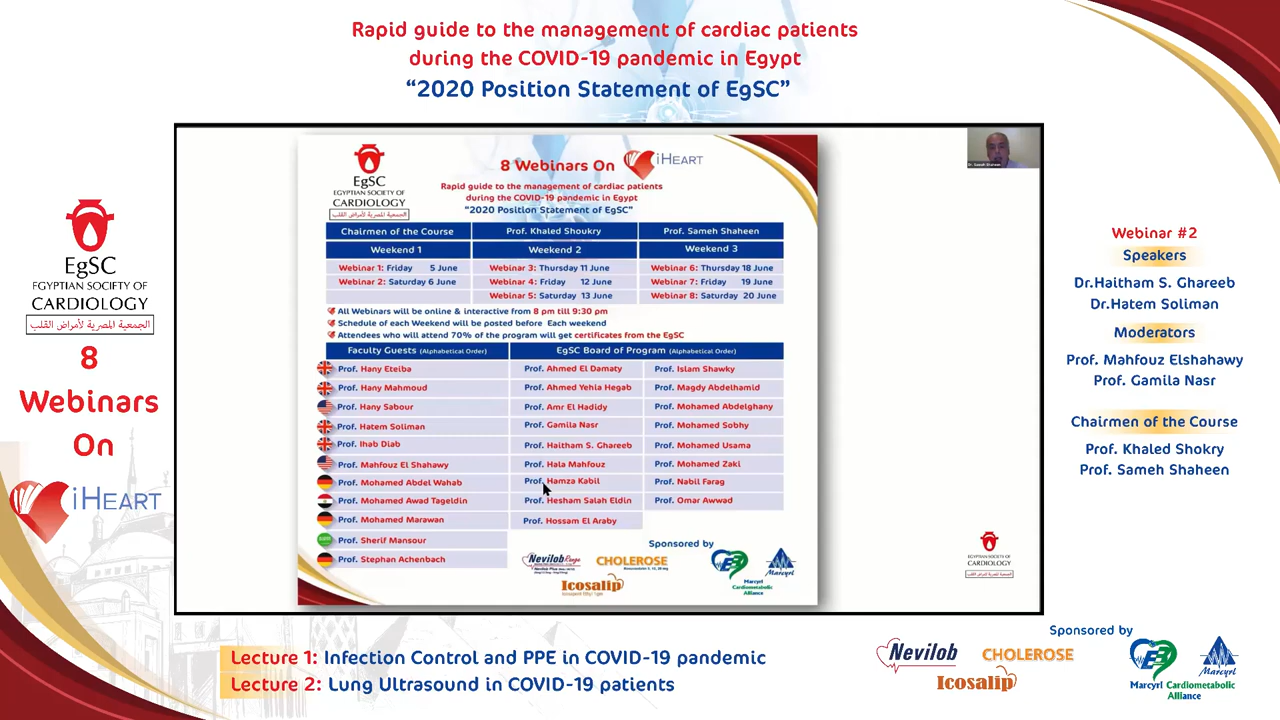 Rapid guide to the management of cardiac patients
during the COVID-19 pandemic in Egypt
“2020 Position Statement of EgSC”
EgSC
EGYPTIAN SOCIETY OF
CARDIOLOGY
الجمعية المصرية لأمراض القلب
8
Webinars
On
iHEART
EgSC
EGYPTIAN SOCIETY OF
CARDIOLOGY
الجمعية المصرية لأمراض القلب
8 Webinars On iHEART
Rapid guide to the management of cardiac patients
during the COVID-19 pandemic in Egypt
"2020 Position Statement of EgSC"
Chairmen of the Course Prof. Khaled Shoukry Prof. Sameh Shaheen
Weekend 1 Weekend 2 Weekend 3
Webinar 1: Friday 5 June Webinar 3: Thursday 11 June Webinar 6: Thursday 18 June
Webinar 2: Saturday 6 June Webinar 4: Friday 12 June Webinar 7: Friday 19 June
Webinar 5: Saturday 13 June Webinar 8: Saturday 20 June
All Webinars will be online & interactive from 8 pm till 9:30 pm
Schedule of each Weekend will be posted before Each weekend
Attendees who will attend 70% of the program will get certificates from the EgSC
Faculty Guests (Alphabetical Order) EgSC Board of Program (Alphabetical Order)
Prof. Hany Eteiba Prof. Ahmed El Damaty Prof. Islam Shawky
Prof. Hany Mahmoud Prof. Ahmed Yehia Hegab Prof. Magdy Abdelhamid
Prof. Hany Sabour Prof. Amr El Hadidy Prof. Mohamed Abdelghany
Prof. Hatem Soliman Prof. Gamila Nasr Prof. Mohamed Sobhy
Prof. Ihab Diab Prof. Haitham S. Ghareeb Prof. Mohamed Usama
Prof. Mahfouz El Shahawy Prof. Hala Mahfouz Prof. Mohamed Zaki
Prof. Mohamed Abdel Wahab Prof. Hamza Kabil Prof. Nabil Farag
Prof. Mohamed Awad Tageldin Prof. Hesham Salah Eldin Prof. Omar Awwad
Prof. Mohamed Marawan Prof. Hossam El Araby
Prof. Sherif Mansour
Prof. Stephan Achenbach
Sponsored by
Nevilob
CHOLEROSE
Icosalip
Marcyrl
Marcyrl
Cardiometabolic
Alliance
Dr. Sameh Shaheen
CARDIOLOGY
Webinar #2
Speakers
Dr.Haitham S. Ghareeb
Dr.Hatem Soliman
Moderators
Prof. Mahfouz Elshahawy
Prof. Gamila Nasr
Chairmen of the Course
Prof. Khaled Shokry
Prof. Sameh Shaheen
Lecture 1: Infection Control and PPE in COVID-19 pandemic
Lecture 2: Lung Ultrasound in COVID-19 patients
Sponsored by
Nevilob
CHOLEROSE
Icosalip
Marcyrl
Marcyrl Cardiometabolic
Alliance